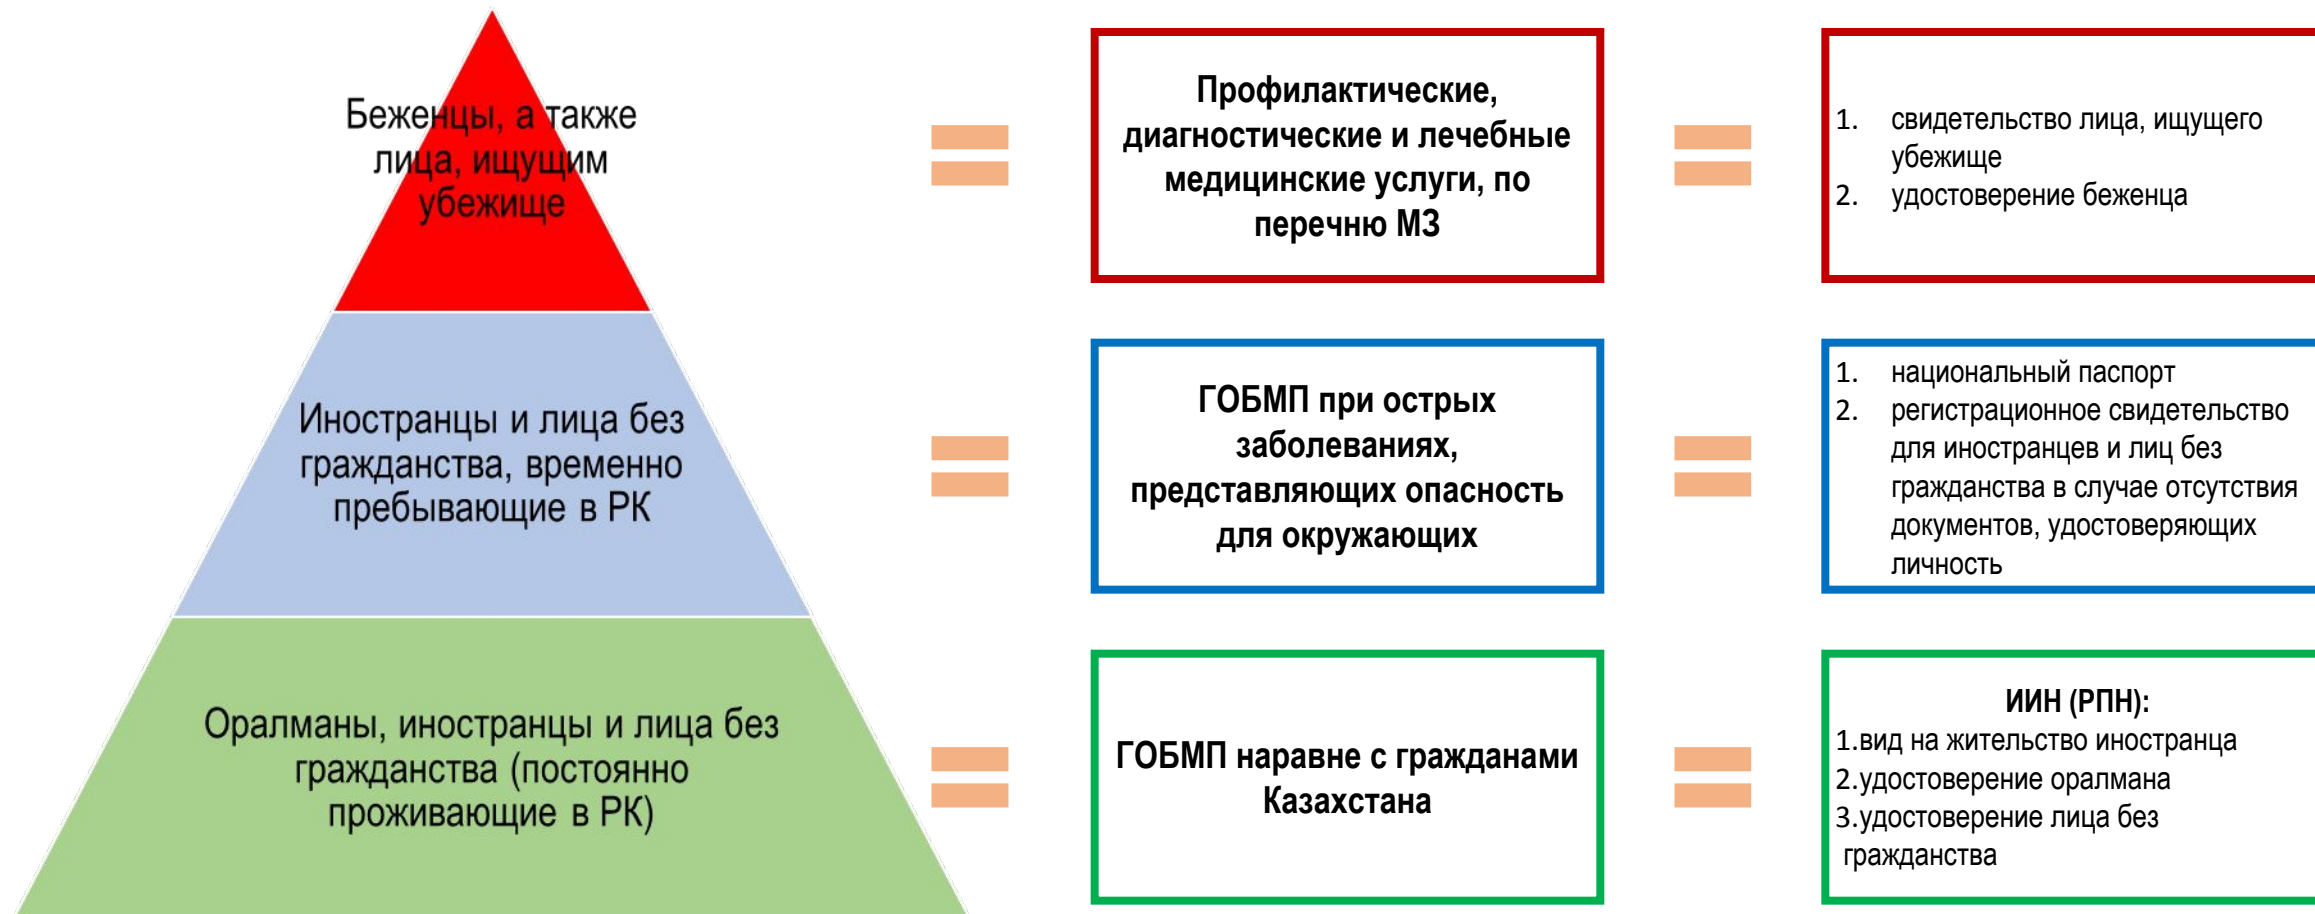 Беженцы, а также
лица, ищущим
убежище
Профилактические,
диагностические и лечебные
медицинские услуги, по
перечню МЗ
1. свидетельство лица, ищущего
убежище
2. удостоверение беженца
Иностранцы и лица без
гражданства, временно
пребывающие в РК
ГОБМП при острых
заболеваниях,
представляющих опасность
для окружающих
1. национальный паспорт
2. регистрационное свидетельство
для иностранцев и лиц без
гражданства в случае отсутствия
документов, удостоверяющих
личность
Оралманы, иностранцы и лица без
гражданства (постоянно
проживающие в РК)
ГОБМП наравне с гражданами
Казахстана
ИИН (РПН):
1.вид на жительство иностранца
2.удостоверение оралмана
3.удостоверение лица без
гражданства